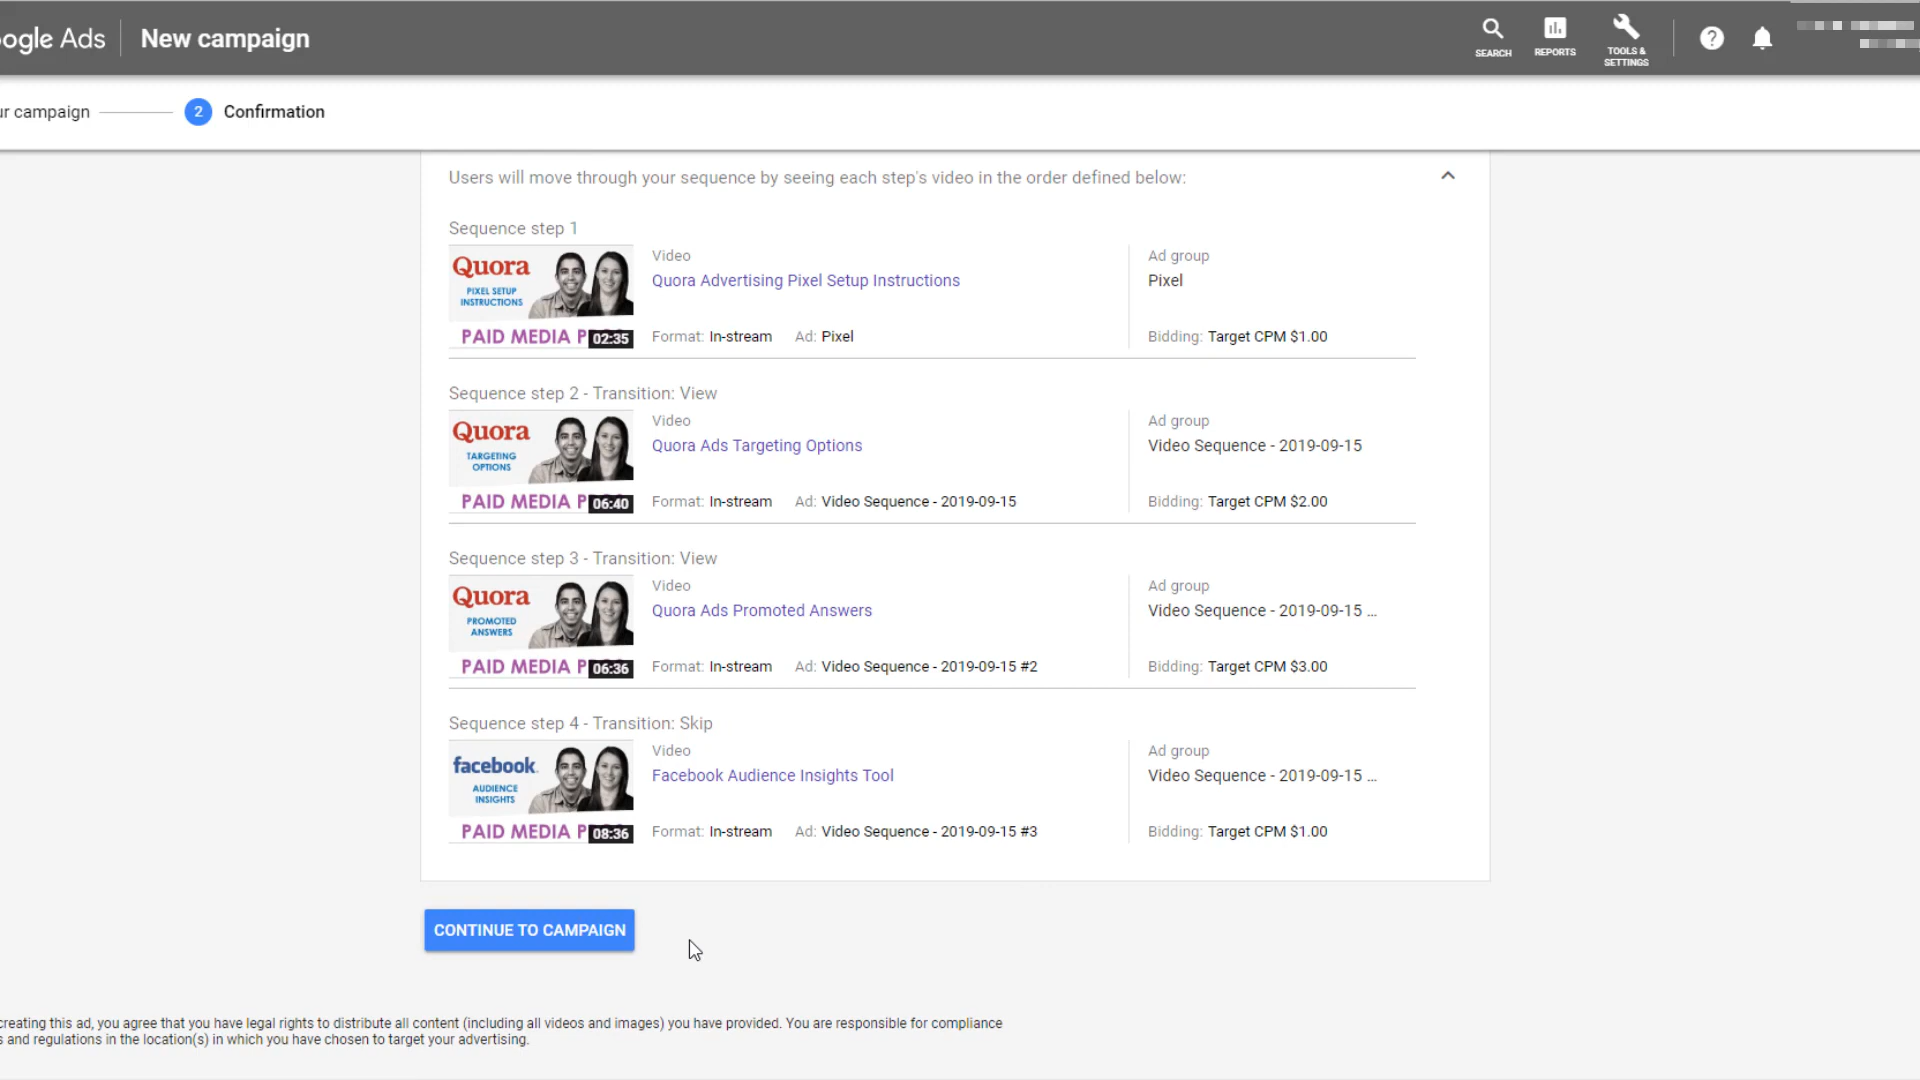 ogle Ads
New campaign
SEARCH
REPORTS
TOOLS &
SETTINGS
?
r campaign
2
Confirmation
Users will move through your sequence by seeing each step's video in the order defined below:
Sequence step 1
Quora
PIXEL SETUP
INSTRUCTIONS
PAID MEDIA P
02:35
Video
Quora Advertising Pixel Setup Instructions
Format: In-stream
Ad: Pixel
Ad group
Pixel
Bidding: Target CPM $1.00
Sequence step 2 - Transition: View
Quora
TARGETING
OPTIONS
PAID MEDIA P
06:40
Video
Quora Ads Targeting Options
Format: In-stream
Ad: Video Sequence - 2019-09-15
Ad group
Video Sequence - 2019-09-15
Bidding: Target CPM $2.00
Sequence step 3 - Transition: View
Quora
PROMOTED
ANSWERS
PAID MEDIA P
06:36
Video
Quora Ads Promoted Answers
Format: In-stream
Ad: Video Sequence - 2019-09-15 #2
Ad group
Video Sequence - 2019-09-15 ...
Bidding: Target CPM $3.00
Sequence step 4 - Transition: Skip
facebook.
AUDIENCE
INSIGHTS
PAID MEDIA P
08:36
Video
Facebook Audience Insights Tool
Format: In-stream
Ad: Video Sequence - 2019-09-15 #3
Ad group
Video Sequence - 2019-09-15 ...
Bidding: Target CPM $1.00
CONTINUE TO CAMPAIGN
creating this ad, you agree that you have legal rights to distribute all content (including all videos and images) you have provided. You are responsible for compliance
s and regulations in the location(s) in which you have chosen to target your advertising.